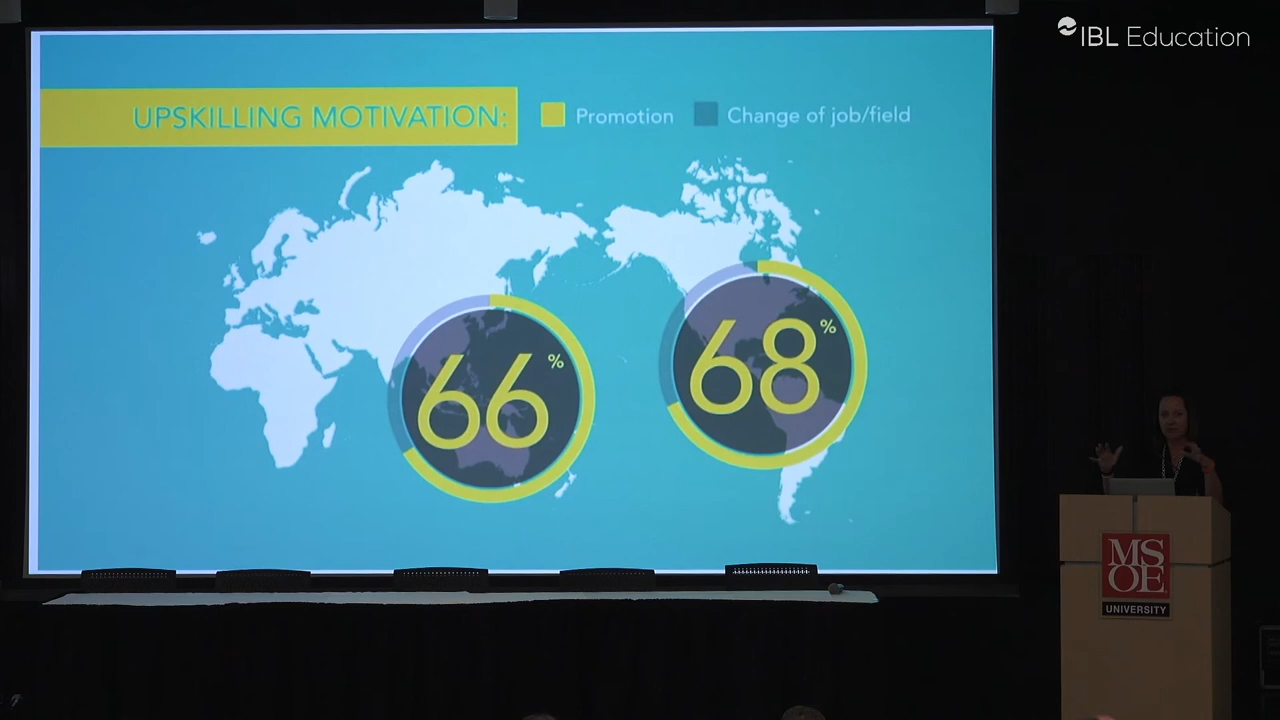 IBL Education
UPSKILLING MOTIVATION:
Promotion
Change of job/field
66%
68%
MS
OE
UNIVERSITY